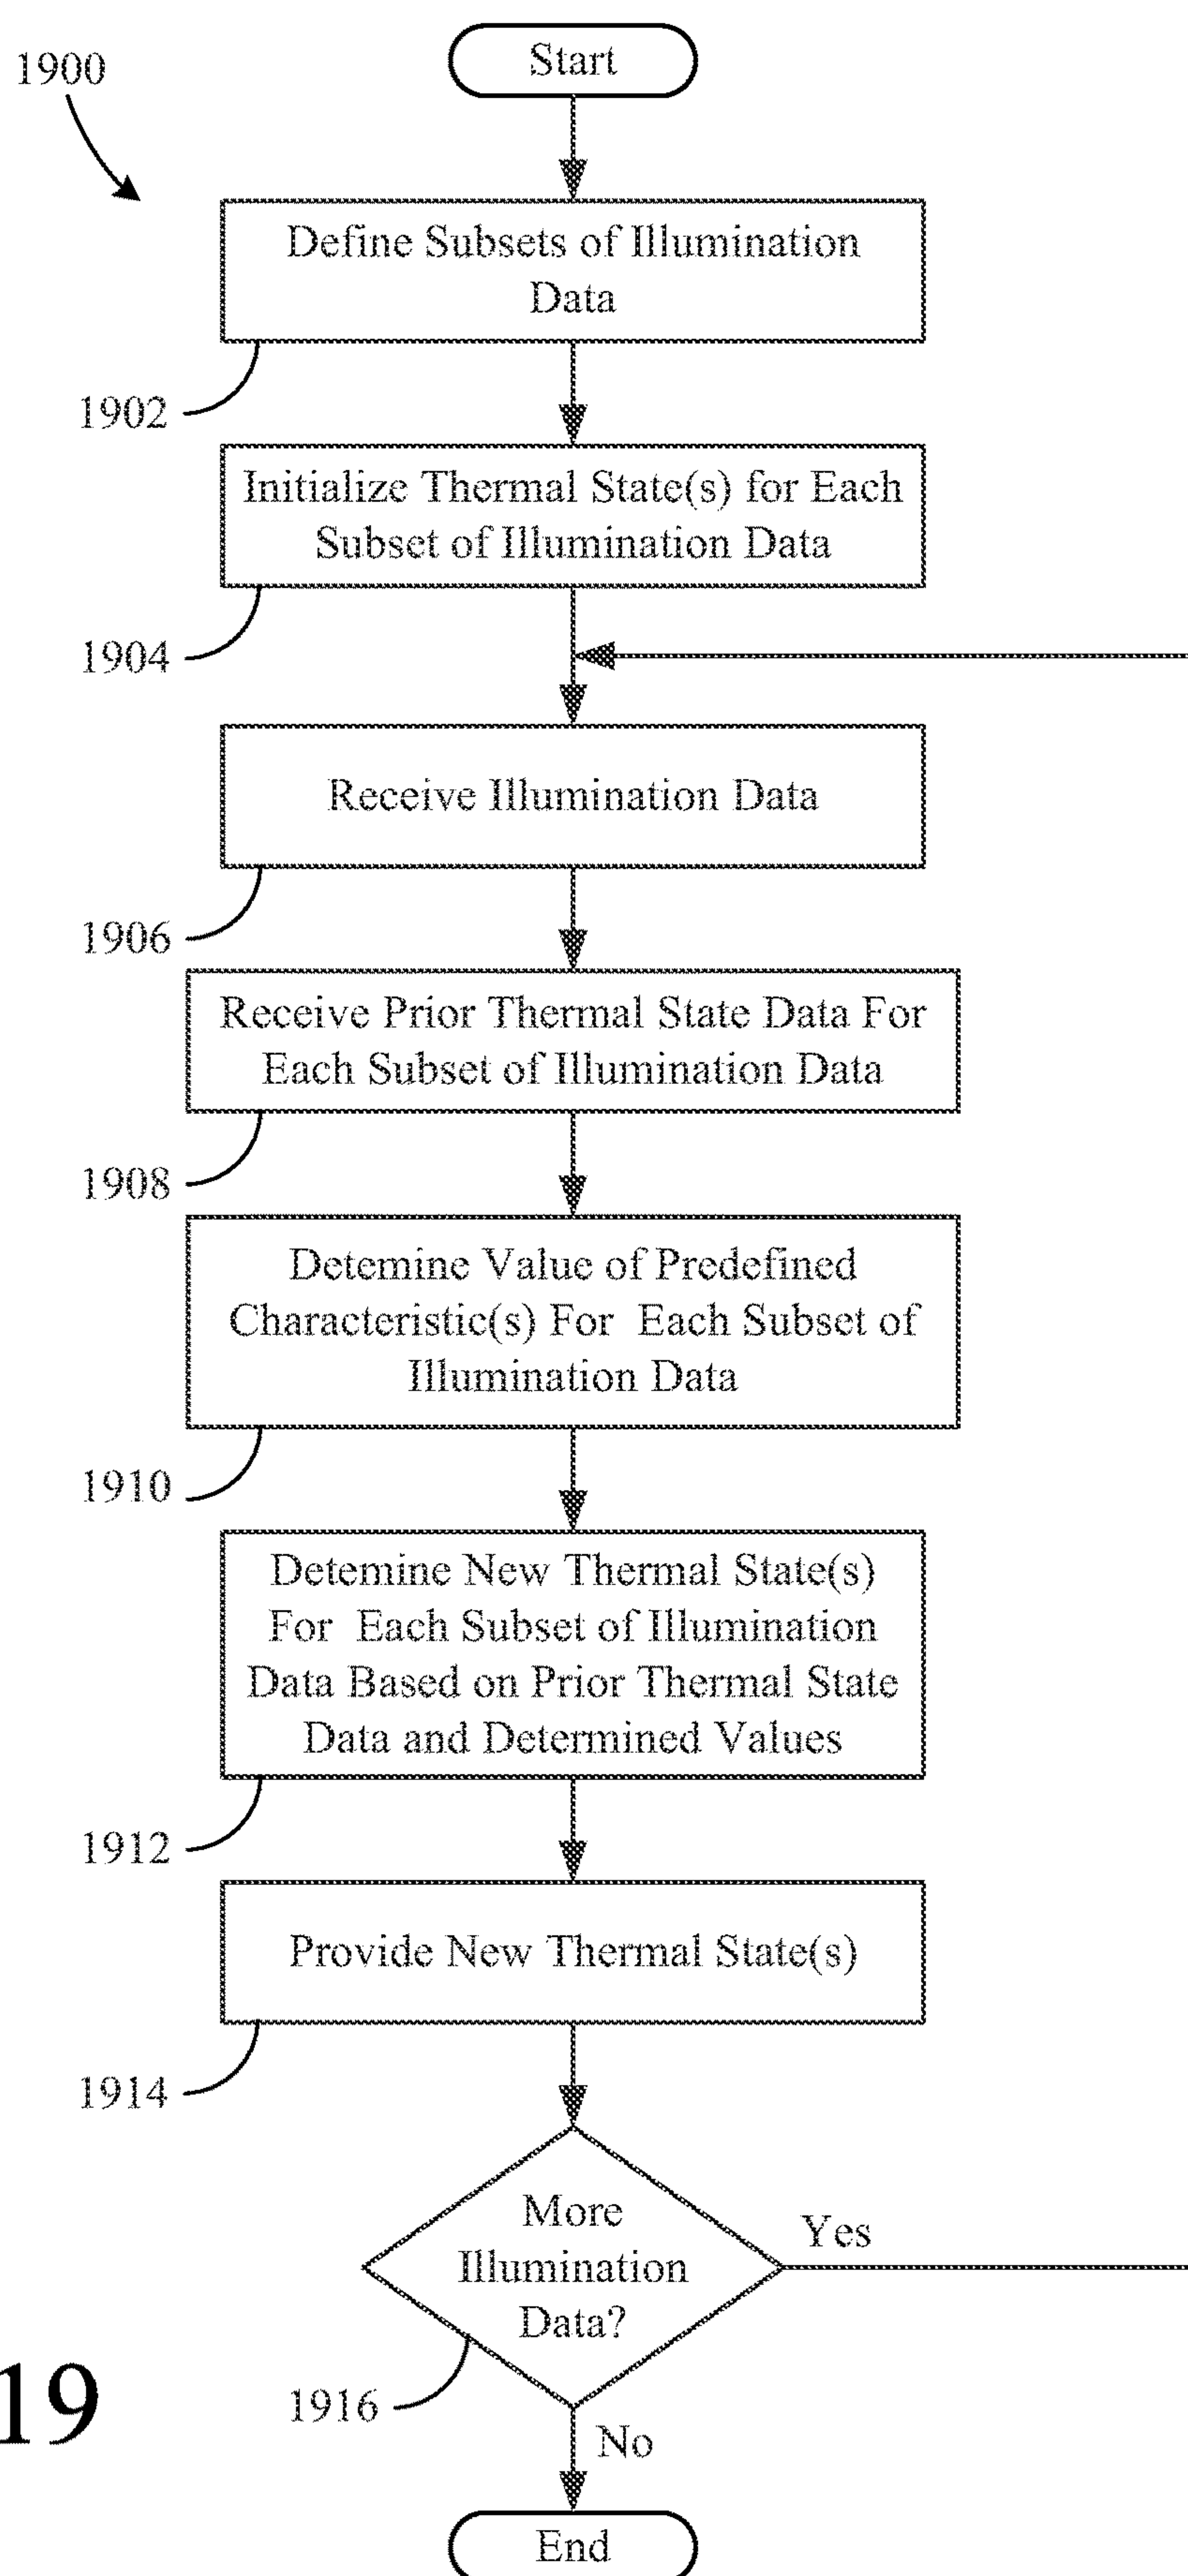 Start
1900
Define Subsets of Illumination
Data
1902
Initialize Thermal State(s) for Each
Subset of Illumination Data
1904
Receive Illumination Data
1906
Receive Prior Thermal State Data For
Each Subset of Illumination Data
1908
Detemine Value of Predefined
Characteristic(s) For Each Subset of
Illumination Data
1910
Detemine New Thermal State(s)
For Each Subset of Illumination
Data Based on Prior Thermal State
Data and Determined Values
1912
Provide New Thermal State(s)
1914
More
Illumination
Data?
Yes
1916
19
No
End